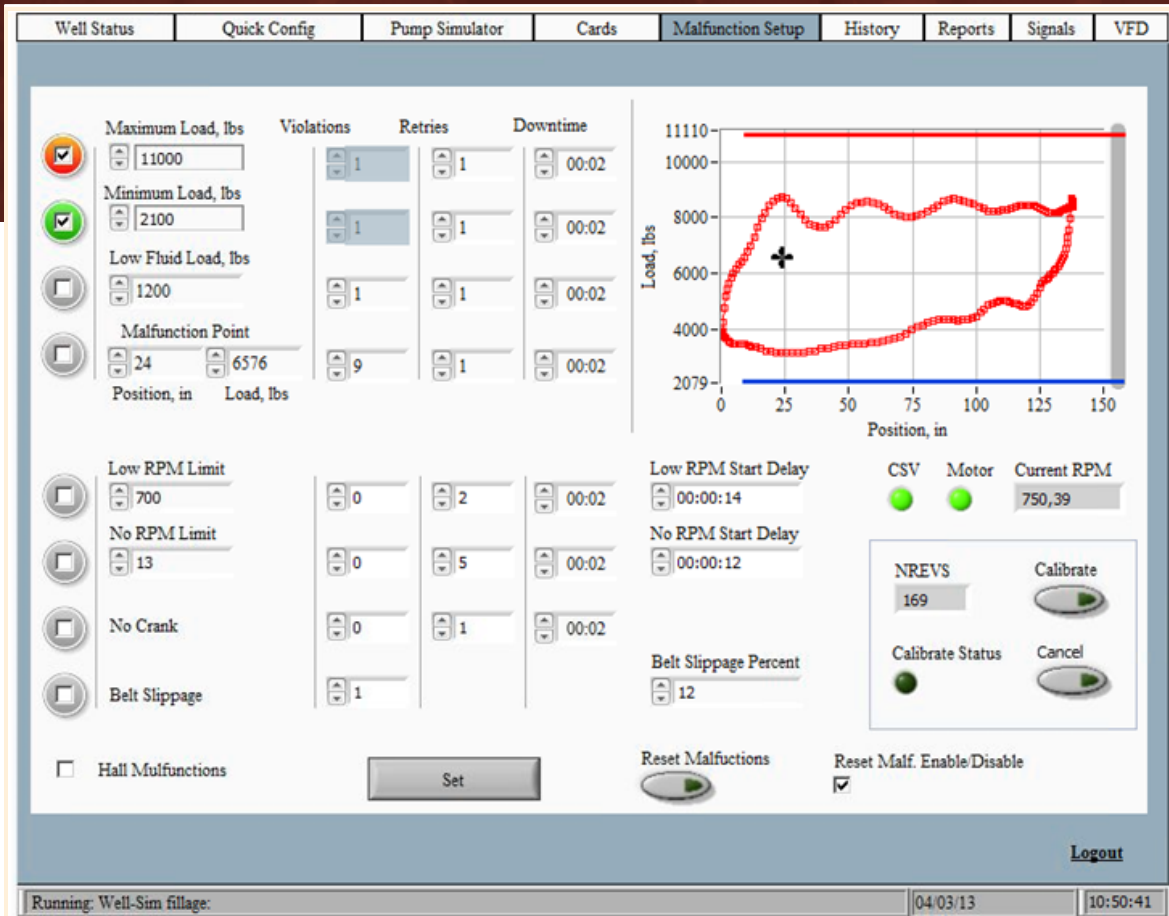 Well Status Quick Config Pump Simulator Cards Malfunction Setup History Reports Signals VFD
Maximum Load, lbs Violations Retries Downtime
11000 1 1 00:02
Minimum Load, lbs
2100 1 1 00:02
Low Fluid Load, lbs
1200 1 1 00:02
Malfunction Point
24 6576 9 1 00:02
Position, in Load, lbs
11110
10000
8000
6000
4000
2079
Load, lbs
0 25 50 75 100 125 150
Position, in
Low RPM Limit Low RPM Start Delay CSV Motor Current RPM
700 0 2 00:02 00:00:14 750,39
No RPM Limit No RPM Start Delay
13 0 5 00:02 00:00:12
NREVS Calibrate
169
No Crank 0 1 00:02
Calibrate Status Cancel
Belt Slippage Percent
Belt Slippage 1 12
Hall Mulfunctions Set Reset Malfuctions Reset Malf. Enable/Disable
Logout
Running: Well-Sim fillage: 04/03/13 10:50:41